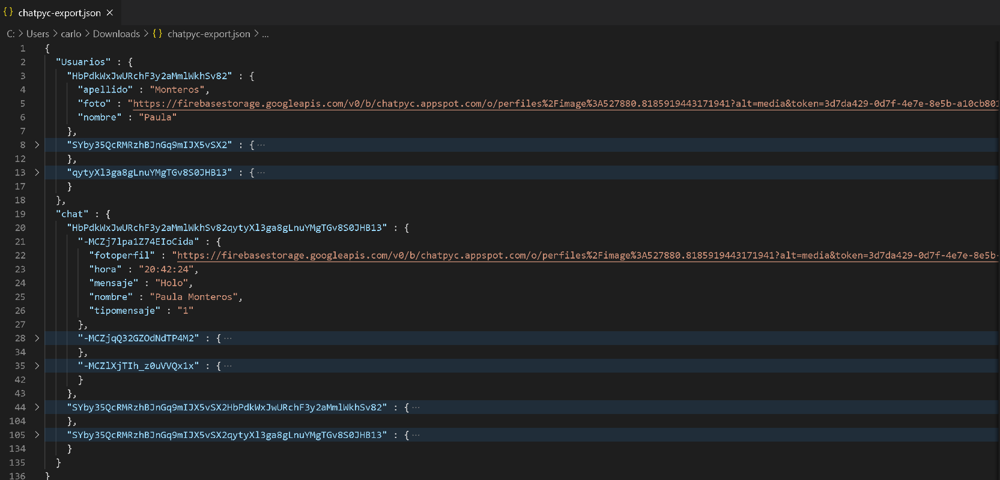 {} chatpyc-export.json ×
C: > Users > carlo > Downloads > {} chatpyc-export.json > ...
1 {
2 "Usuarios" : {
3 "HbPdkWxJwURchF3y2aMmlWkhSv82" : {
4 "apellido" : "Monteros",
5 "foto" : "https://firebasestorage.googleapis.com/v0/b/chatpyc.appspot.com/o/perfiles%2Fimage%3A527880.8185919443171941?alt=media&token=3d7da429-0d7f-4e7e-8e5b-a10cb801
6 "nombre" : "Paula"
7 },
8 > "SYby35QcRMRzhBJnGq9mIJX5vSX2" : { ...
12 },
13 > "qytyXl3ga8gLnuYMgTGv8S0JHB13" : { ...
17 }
18 },
19 "chat" : {
20 "HbPdkWxJwURchF3y2aMmlWkhSv82qytyXl3ga8gLnuYMgTGv8S0JHB13" : {
21 "-MCZj7lpa1Z74EIoCida" : {
22 "fotoperfil" : "https://firebasestorage.googleapis.com/v0/b/chatpyc.appspot.com/o/perfiles%2Fimage%3A527880.8185919443171941?alt=media&token=3d7da429-0d7f-4e7e-8e5b-
23 "hora" : "20:42:24",
24 "mensaje" : "Holo",
25 "nombre" : "Paula Monteros",
26 "tipomensaje" : "1"
27 },
28 > "-MCZjqQ32GZOdNdTP4M2" : { ...
34 },
35 > "-MCZlXjTIh_z0uVVQx1x" : { ...
42 }
43 },
44 > "SYby35QcRMRzhBJnGq9mIJX5vSX2HbPdkWxJwURchF3y2aMmlWkhSv82" : { ...
104 },
105 > "SYby35QcRMRzhBJnGq9mIJX5vSX2qytyXl3ga8gLnuYMgTGv8S0JHB13" : { ...
134 }
135 }
136 }